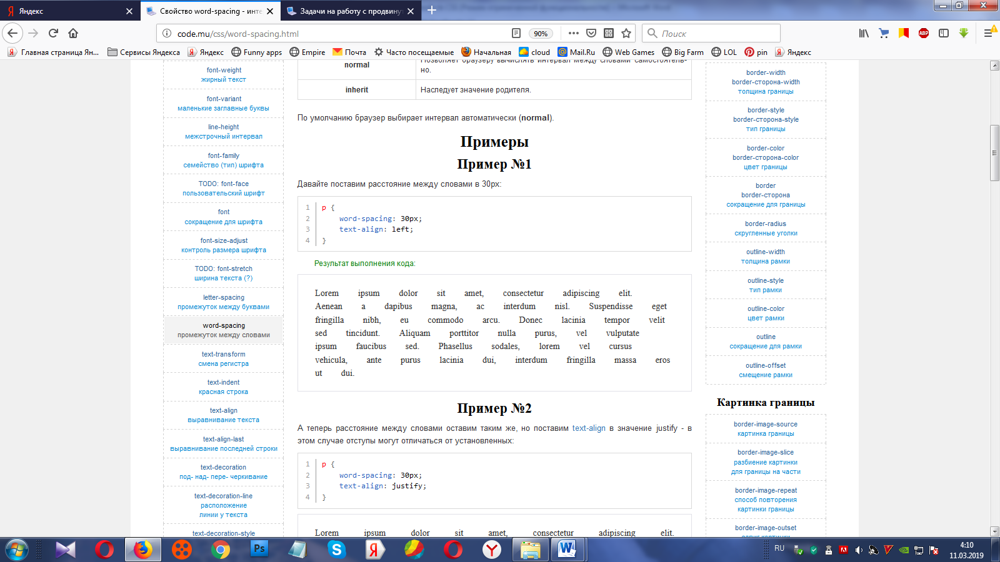 Яндекс
Свойство word-spacing - инте
Задачи на работу с продвинут
code.mu/css/word-spacing.html
90%
Поиск
Главная страница Ян...
Сервисы Яндекса
Яндекс
Funny apps
Empire
Почта
Часто посещаемые
Начальная
cloud
Mail.Ru
Web Games
Big Farm
LOL
pin
Яндекс
font-weight
жирный текст
font-variant
маленькие заглавные буквы
line-height
межстрочный интервал
font-family
семейство (тип) шрифта
TODO: font-face
пользовательский шрифт
font
сокращение для шрифта
font-size-adjust
контроль размера шрифта
TODO: font-stretch
ширина текста (?)
letter-spacing
промежуток между буквами
word-spacing
промежуток между словами
text-transform
смена регистра
text-indent
красная строка
text-align
выравнивание текста
text-align-last
выравнивание последней строки
text-decoration
под- над- пере- черкивание
text-decoration-line
расположение
линии у текста
text-decoration-style
normal
Позволяет браузеру вычислять интервал между словами самостоятель-
но.
inherit
Наследует значение родителя.
По умолчанию браузер выбирает интервал автоматически (normal).
Примеры
Пример №1
Давайте поставим расстояние между словами в 30px:
1 p {
2 word-spacing: 30px;
3 text-align: left;
4 }
Результат выполнения кода:
Lorem ipsum dolor sit amet, consectetur adipiscing elit.
Aenean a dapibus magna, ac interdum nisl. Suspendisse eget
fringilla nibh, eu commodo arcu. Donec lacinia tempor velit
sed tincidunt. Aliquam porttitor nulla purus, vel vulputate
ipsum faucibus sed. Phasellus sodales, lorem vel cursus
vehicula, ante purus lacinia dui, interdum fringilla massa eros
ut dui.
Пример №2
А теперь расстояние между словами оставим таким же, но поставим text-align в значение justify - в
этом случае отступы могут отличаться от установленных:
1 p {
2 word-spacing: 30px;
3 text-align: justify;
4 }
Lorem ipsum dolor sit amet, consectetur adipiscing elit.
border-width
border-сторона-width
толщина границы
border-style
border-сторона-style
тип границы
border-color
border-сторона-color
цвет границы
border
border-сторона
сокращение для границы
border-radius
скругленные уголки
outline-width
толщина рамки
outline-style
тип рамки
outline-color
цвет рамки
outline
сокращение для рамки
outline-offset
смещение рамки
Картинка границы
border-image-source
картинка границы
border-image-slice
разбиение картинки
для границы на части
border-image-repeat
способ повторения
картинки границы
border-image-outset
RU
4:10
11.03.2019